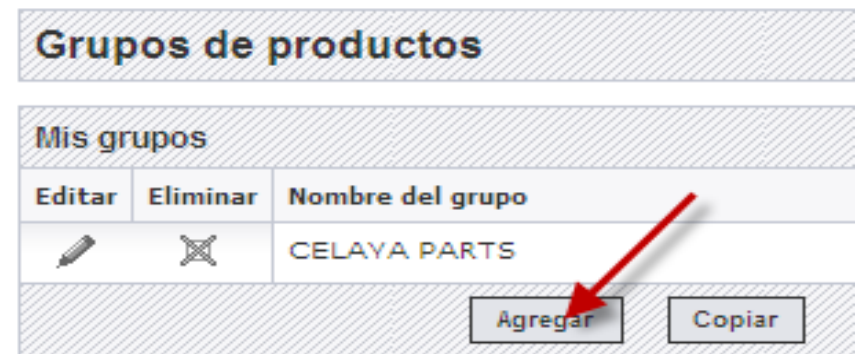 Grupos de productos
Mis grupos
Editar Eliminar Nombre del grupo
CELAYA PARTS
Agregar Copiar